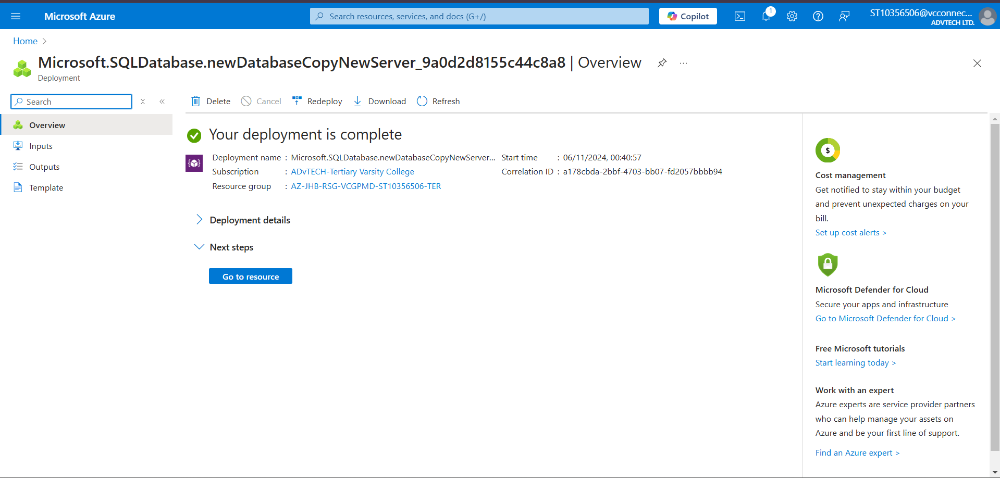 Microsoft Azure
Search resources, services, and docs (G+/)
Copilot
1
ST10356506@vcconnec...
ADVTECH LTD.
Home
Microsoft.SQLDatabase.newDatabaseCopyNewServer_9a0d2d8155c44c8a8 | Overview
Deployment
Search
Delete
Cancel
Redeploy
Download
Refresh
Overview
Inputs
Outputs
Template
Your deployment is complete
Deployment name : Microsoft.SQLDatabase.newDatabaseCopyNewServer...
Subscription : ADvTECH-Tertiary Varsity College
Resource group : AZ-JHB-RSG-VCGPMD-ST10356506-TER
Start time : 06/11/2024, 00:40:57
Correlation ID : a178cbda-2bbf-4703-bb07-fd2057bbbb94
Deployment details
Next steps
Go to resource
$
Cost management
Get notified to stay within your budget
and prevent unexpected charges on your
bill.
Set up cost alerts >
Microsoft Defender for Cloud
Secure your apps and infrastructure
Go to Microsoft Defender for Cloud >
Free Microsoft tutorials
Start learning today >
Work with an expert
Azure experts are service provider partners
who can help manage your assets on
Azure and be your first line of support.
Find an Azure expert >